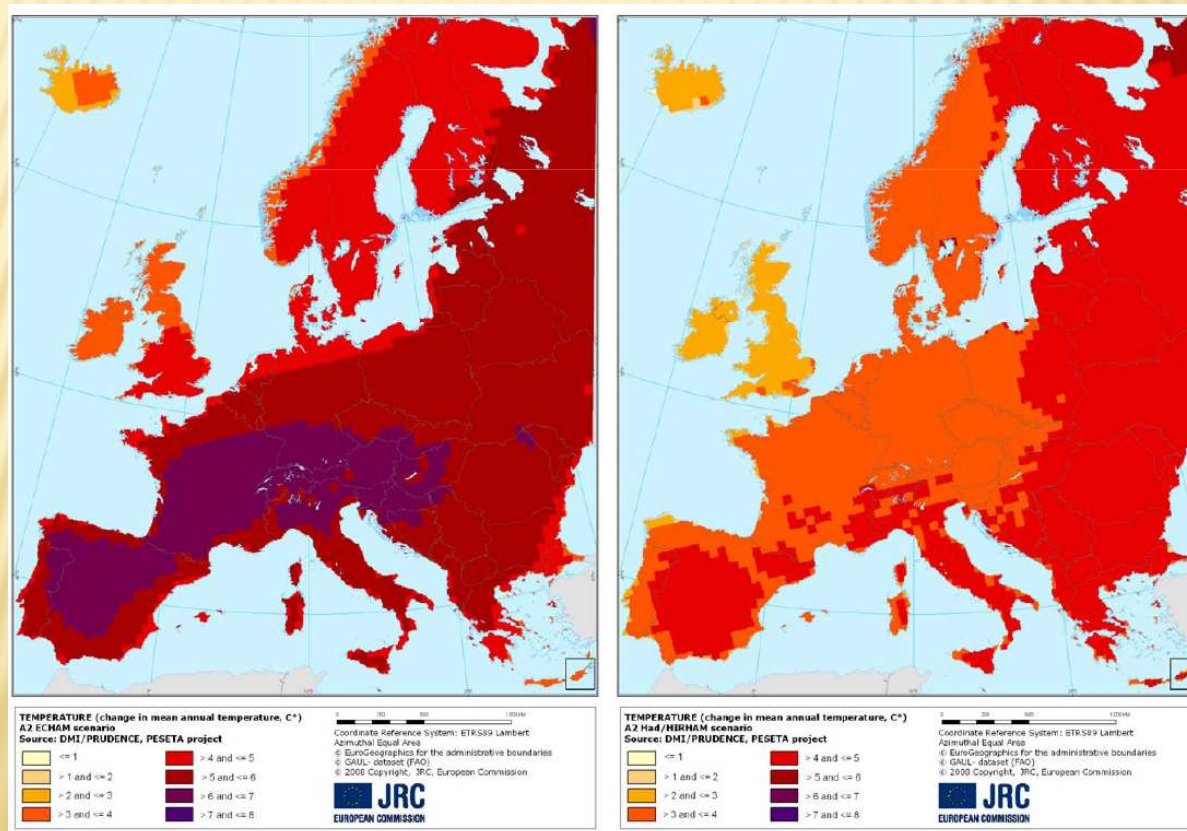 TEMPERATURE (change in mean annual temperature, C°)
A2 ECHAM scenario
Source: DMI/PRUDENCE, PESETA project
<= 1
> 1 and <= 2
> 2 and <= 3
> 3 and <= 4
> 4 and <= 5
> 5 and <= 6
> 6 and <= 7
> 7 and <= 8
Coordinate Reference System: ETRS89 Lambert
Azimuthal Equal Area
© EuroGeographics for the administrative boundaries
© GAUL- dataset (FAO)
© 2008 Copyright, JRC, European Commission
JRC
EUROPEAN COMMISSION
TEMPERATURE (change in mean annual temperature, C°)
A2 Had/HIRHAM scenario
Source: DMI/PRUDENCE, PESETA project
<= 1
> 1 and <= 2
> 2 and <= 3
> 3 and <= 4
> 4 and <= 5
> 5 and <= 6
> 6 and <= 7
> 7 and <= 8
Coordinate Reference System: ETRS89 Lambert
Azimuthal Equal Area
© EuroGeographics for the administrative boundaries
© GAUL- dataset (FAO)
© 2008 Copyright, JRC, European Commission
JRC
EUROPEAN COMMISSION